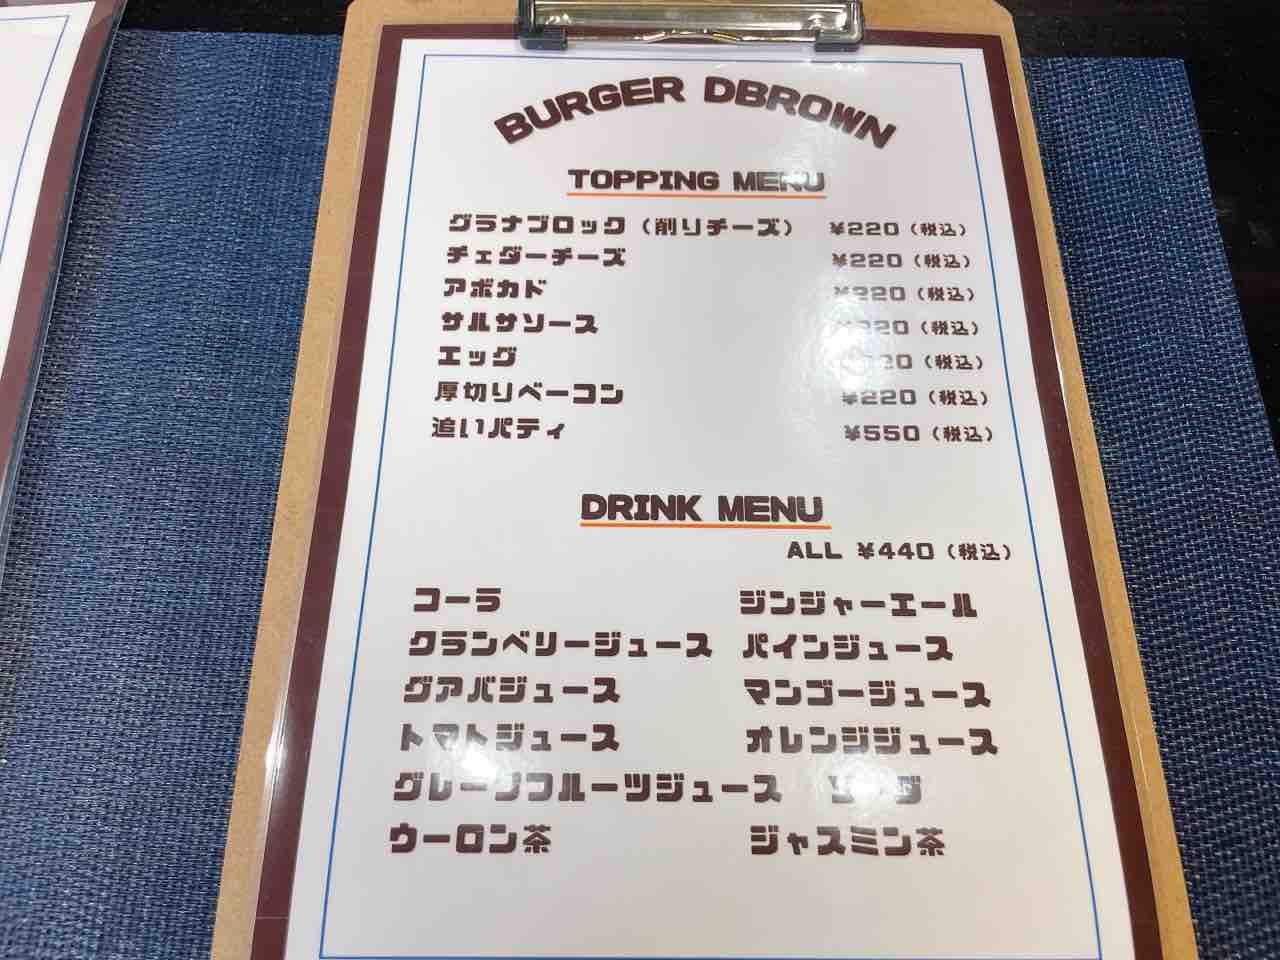 BURGER DBROWN
TOPPING MENU
グラナブロック（削りチーズ） ¥220（税込）
チェダーチーズ ¥220（税込）
アボカド ¥220（税込）
サルサソース ¥220（税込）
エッグ （税込）
厚切りベーコン ¥220（税込）
追いパティ ¥550（税込）
DRINK MENU
ALL ¥440（税込）
コーラ ジンジャーエール
クランベリージュース パインジュース
グアバジュース マンゴージュース
トマトジュース オレンジジュース
グレープフルーツジュース
ウーロン茶 ジャスミン茶